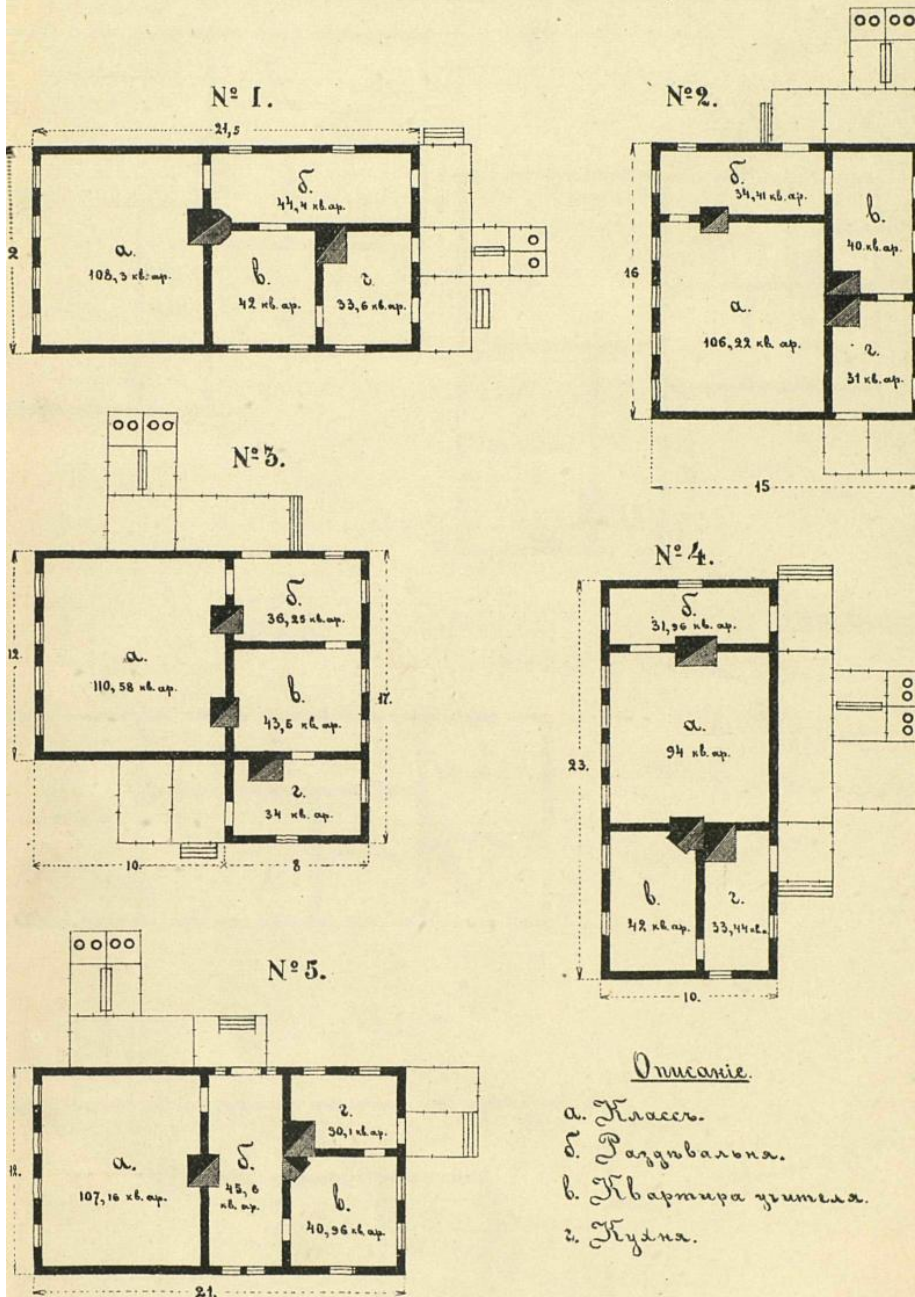 № 1.
21,5
а.
108,3 кв. ар.
б.
44,4 кв. ар.
в.
42 кв. ар.
г.
33,6 кв. ар.
№ 2.
16
15
б.
34,41 кв. ар.
в.
40 кв. ар.
а.
106,22 кв. ар.
г.
31 кв. ар.
№ 3.
12.
17.
а.
110,58 кв. ар.
б.
36,25 кв. ар.
в.
43,5 кв. ар.
г.
34 кв. ар.
10.
8
№ 4.
23.
б.
31,96 кв. ар.
а.
94 кв. ар.
в.
42 кв. ар.
г.
33,44 кв.
10.
№ 5.
12.
а.
107,16 кв. ар.
б.
45,6
кв. ар.
г.
30,1 кв. ар.
в.
40,96 кв. ар.
21.
Описаніе.
а. Классъ.
б. Раздѣвальня.
в. Квартира учителя.
г. Кухня.